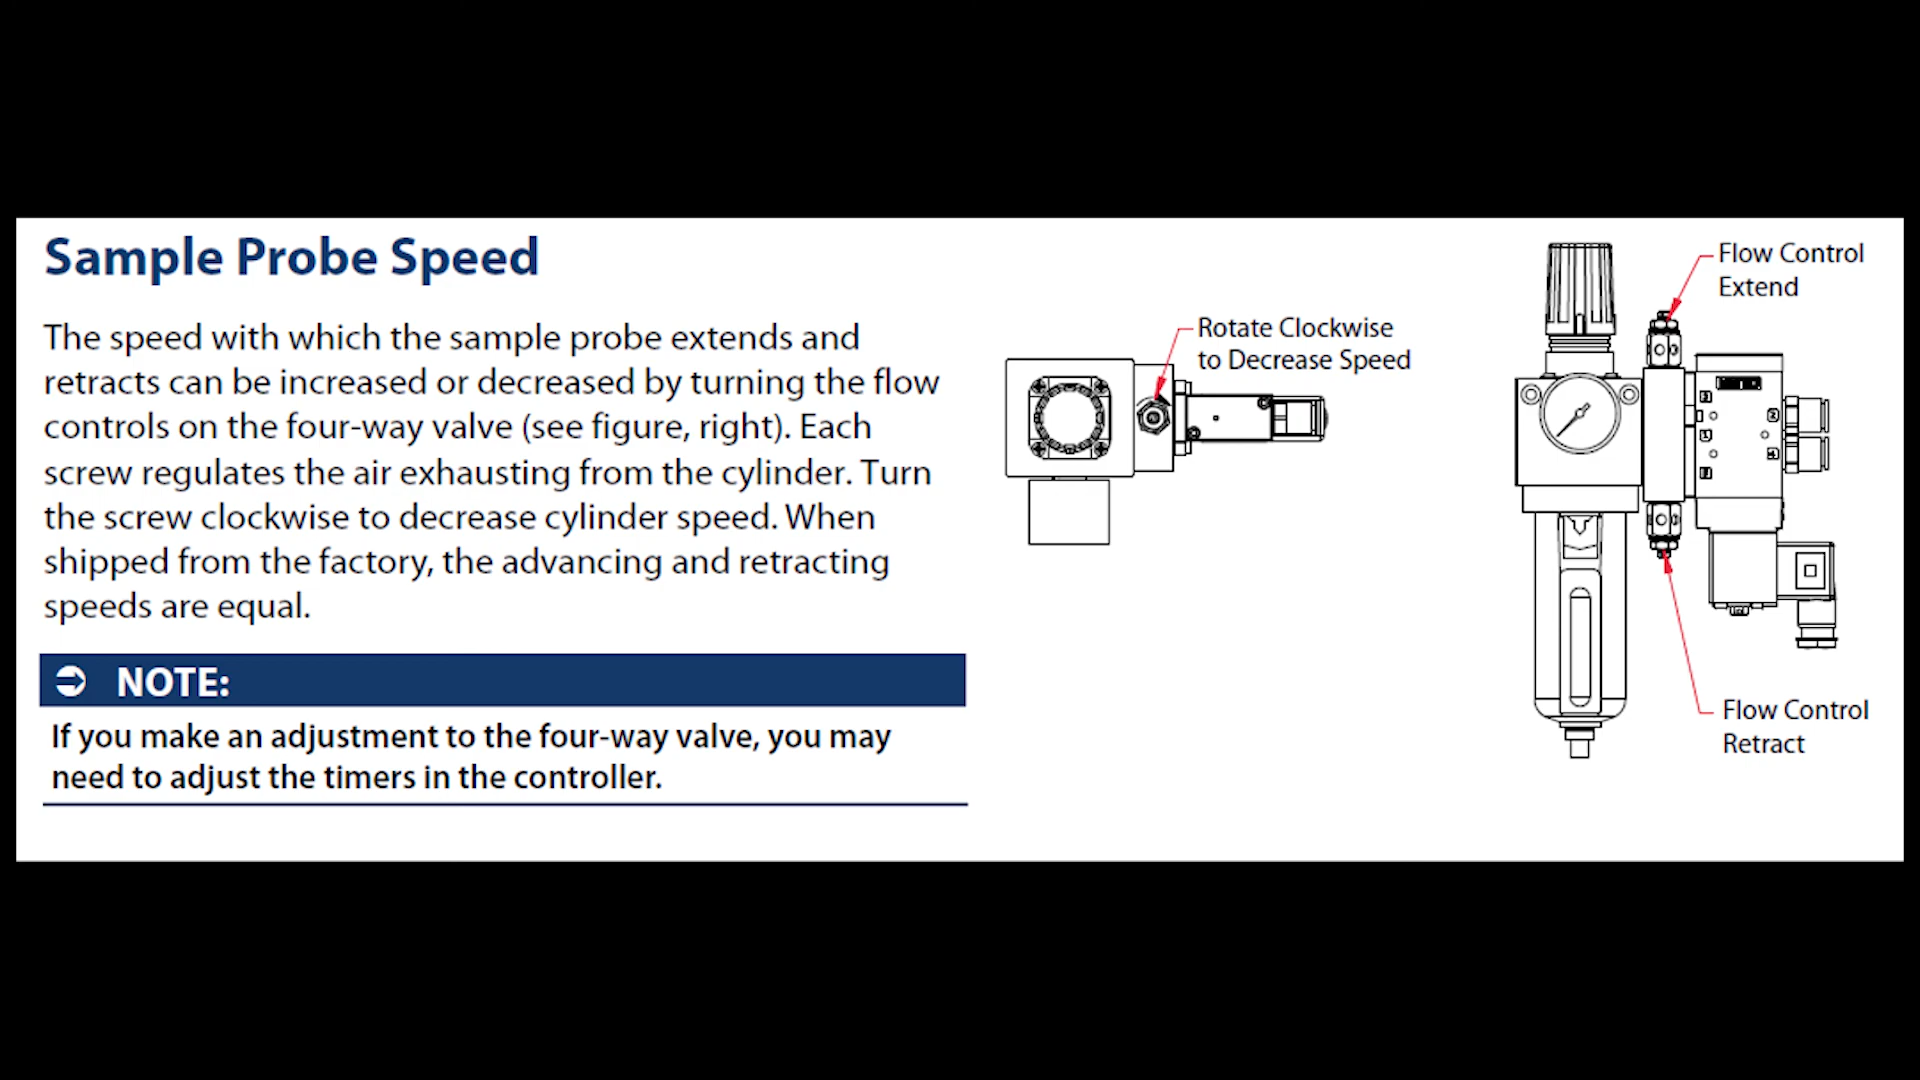 Sample Probe Speed
The speed with which the sample probe extends and
retracts can be increased or decreased by turning the flow
controls on the four-way valve (see figure, right). Each
screw regulates the air exhausting from the cylinder. Turn
the screw clockwise to decrease cylinder speed. When
shipped from the factory, the advancing and retracting
speeds are equal.
NOTE:
If you make an adjustment to the four-way valve, you may
need to adjust the timers in the controller.
Rotate Clockwise
to Decrease Speed
Flow Control
Extend
Flow Control
Retract